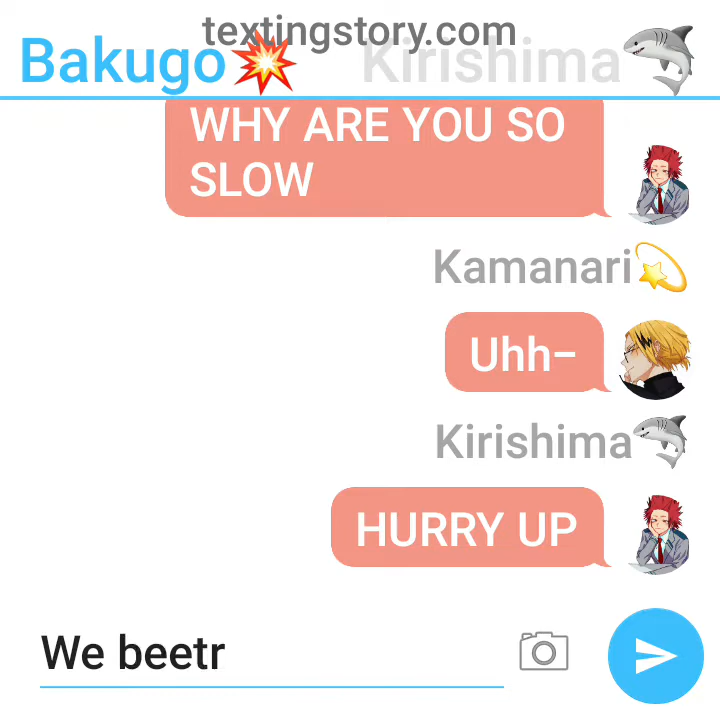 textingstory.com
Bakugo💥 Kirishima🦈
WHY ARE YOU SO
SLOW
Kamanari💫
Uhh–
Kirishima🦈
HURRY UP
We beetr